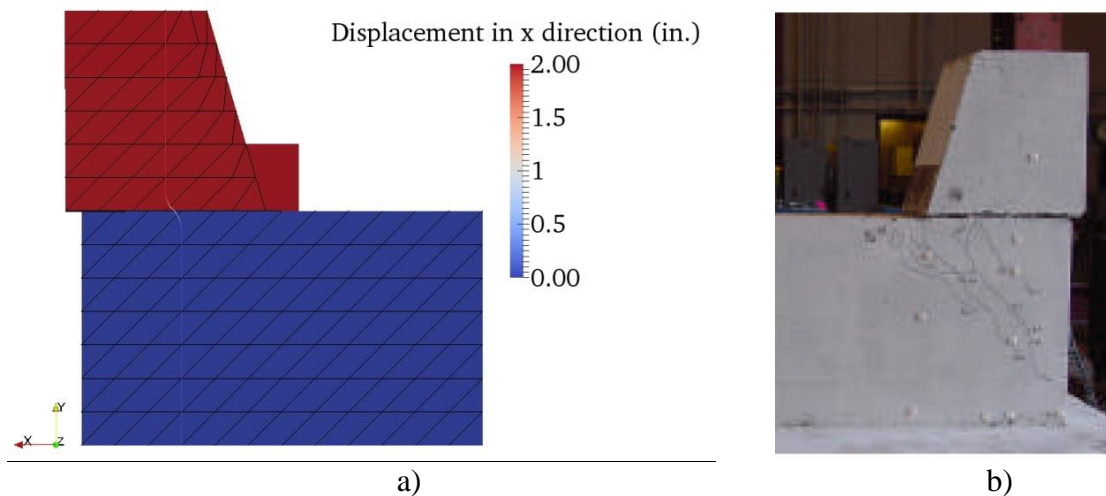 Displacement in x direction (in.)
2.00
1.5
1
0.5
0.00
Y
X
Z
a)
b)